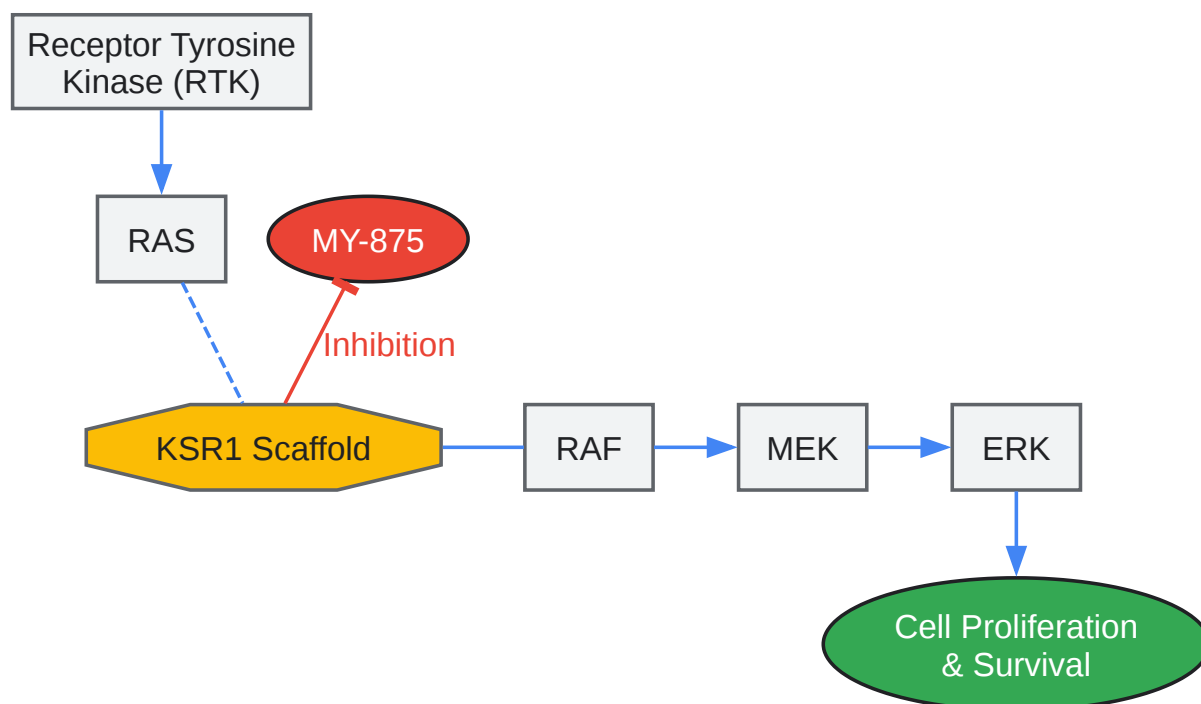 Receptor Tyrosine
Kinase (RTK)
RAS
MY-875
Inhibition
KSR1 Scaffold
RAF
MEK
ERK
Cell Proliferation
& Survival